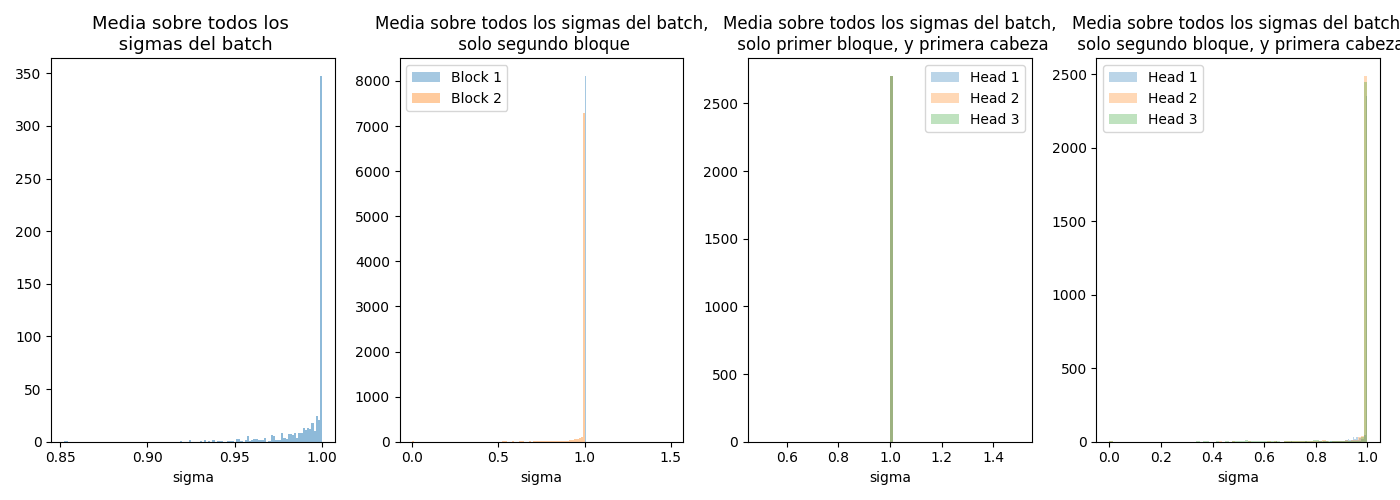 Media sobre todos los
sigmas del batch
350
300
250
200
150
100
50
0
0.85
0.90
0.95
1.00
sigma
Media sobre todos los sigmas del batch,
solo segundo bloque
Block 1
Block 2
8000
7000
6000
5000
4000
3000
2000
1000
0
0.0
0.5
1.0
1.5
sigma
Media sobre todos los sigmas del batch,
solo primer bloque, y primera cabeza
Head 1
Head 2
Head 3
2500
2000
1500
1000
500
0
0.6
0.8
1.0
1.2
1.4
sigma
Media sobre todos los sigmas del batch
solo segundo bloque, y primera cabeza
Head 1
Head 2
Head 3
2500
2000
1500
1000
500
0
0.0
0.2
0.4
0.6
0.8
1.0
sigma